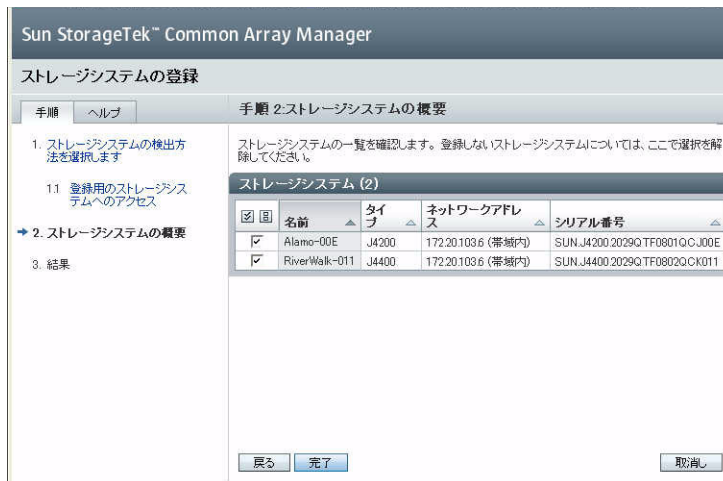 Sun StorageTek™ Common Array Manager
ストレージシステムの登録
手順 ヘルプ
1. ストレージシステムの検出方
法を選択します
1.1 登録用のストレージシス
テムへのアクセス
2. ストレージシステムの概要
3. 結果
手順 2:ストレージシステムの概要
ストレージシステムの一覧を確認します。登録しないストレージシステムについては、ここで選択を解
除してください。
ストレージシステム (2)
名前 タイプ ネットワークアドレス シリアル番号
Alamo-00E J4200 172.20.103.6 (帯域内) SUN.J4200.2029QTF0801QCJ00E
RiverWalk-011 J4400 172.20.103.6 (帯域内) SUN.J4400.2029QTF0802QCK011
戻る 完了 取消し